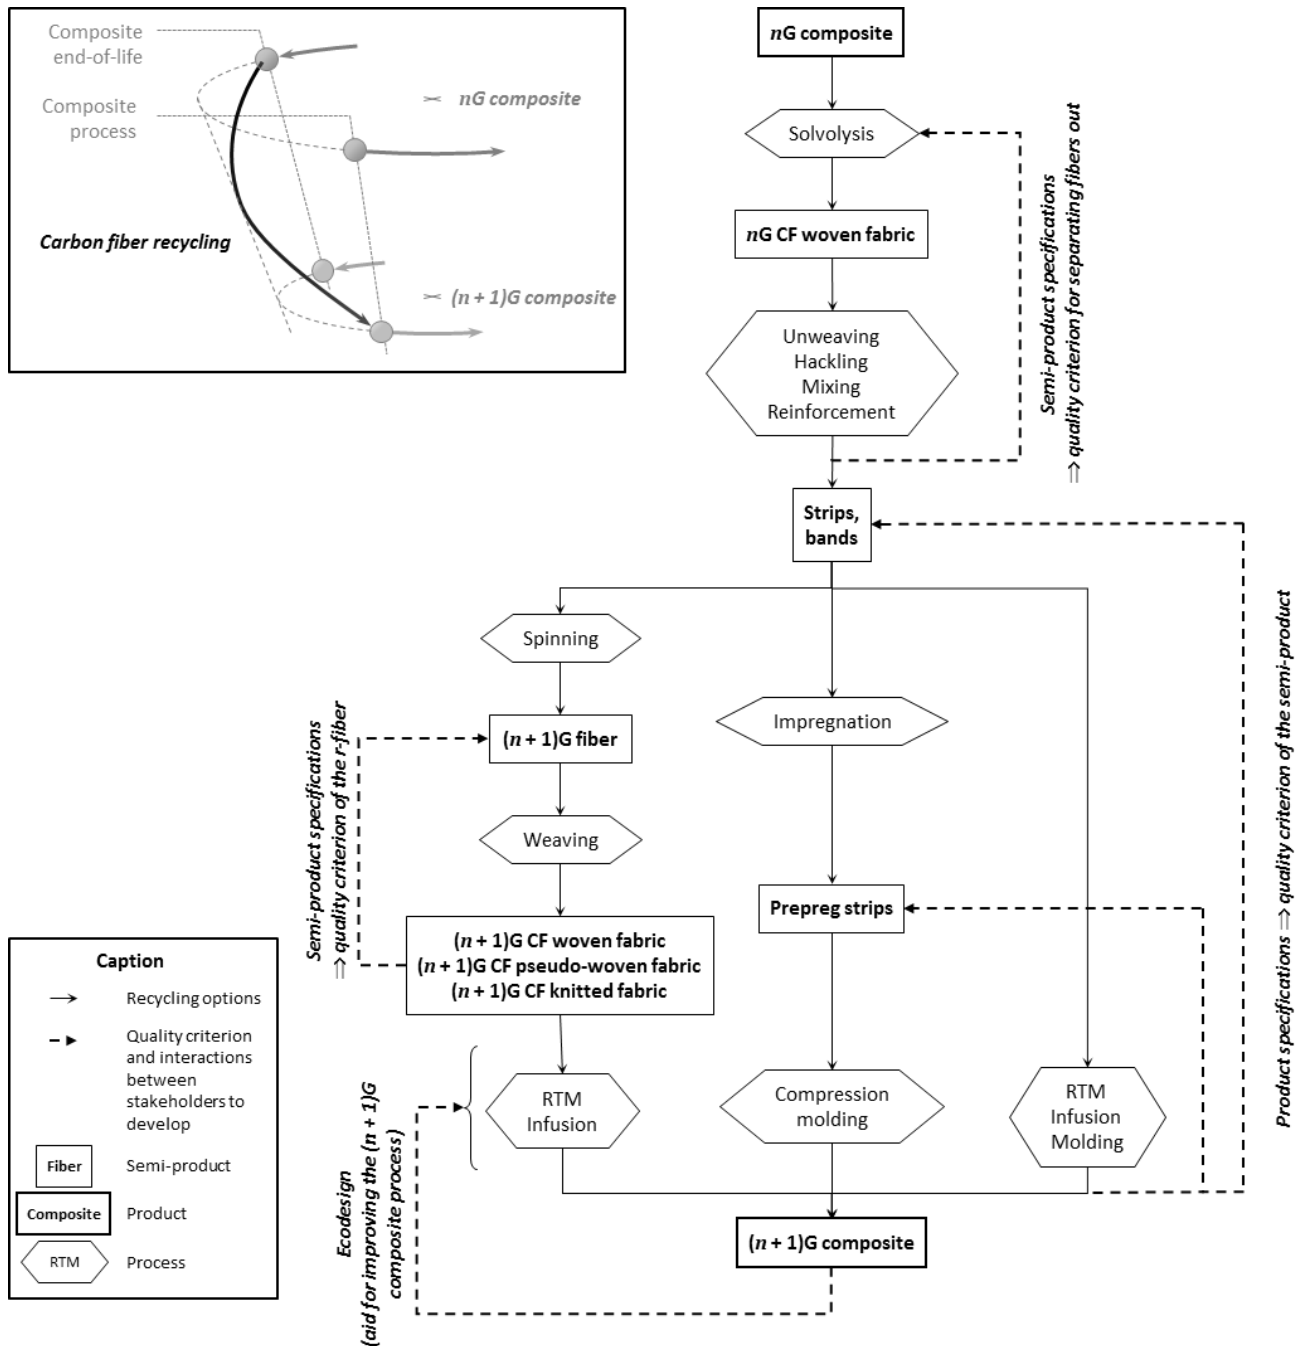 Composite
end-of-life
Composite
process
nG composite
Carbon fiber recycling
(n + 1)G composite
nG composite
Solvolysis
nG CF woven fabric
Unweaving
Hackling
Mixing
Reinforcement
Semi-product specifications
⇒ quality criterion for separating fibers out
Strips,
bands
Spinning
(n + 1)G fiber
Weaving
Semi-product specifications
⇒ quality criterion of the r-fiber
(n + 1)G CF woven fabric
(n + 1)G CF pseudo-woven fabric
(n + 1)G CF knitted fabric
RTM
Infusion
Impregnation
Prepreg strips
Compression
molding
RTM
Infusion
Molding
Product specifications ⇒ quality criterion of the semi-product
Ecodesign
(aid for improving the (n + 1)G
composite process)
(n + 1)G composite
Caption
Recycling options
Quality criterion
and interactions
between
stakeholders to
develop
Fiber
Semi-product
Composite
Product
RTM
Process